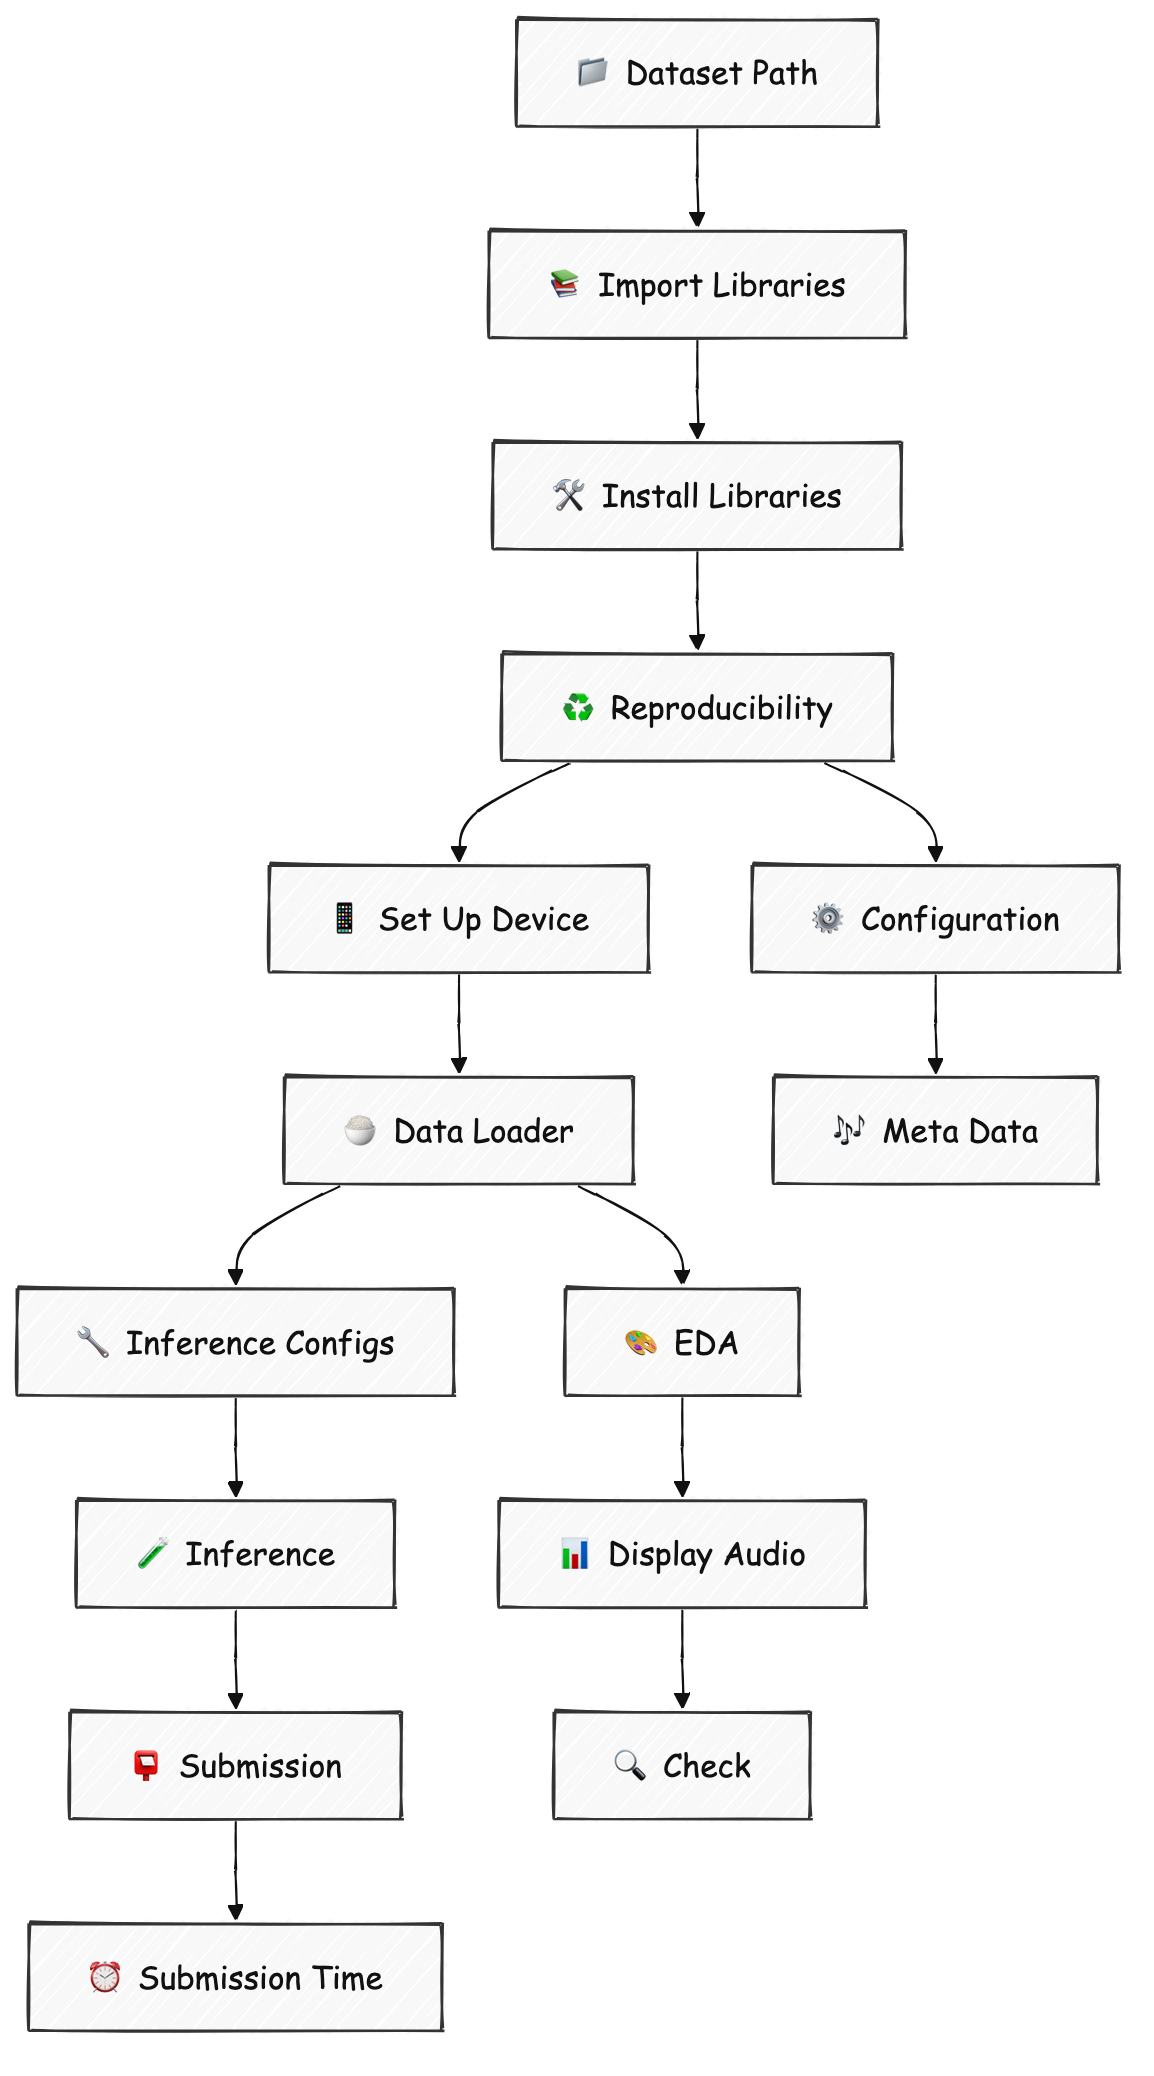 Dataset Path
Import Libraries
Install Libraries
Reproducibility
Set Up Device
Configuration
Data Loader
Meta Data
Inference Configs
EDA
Inference
Display Audio
Submission
Check
Submission Time